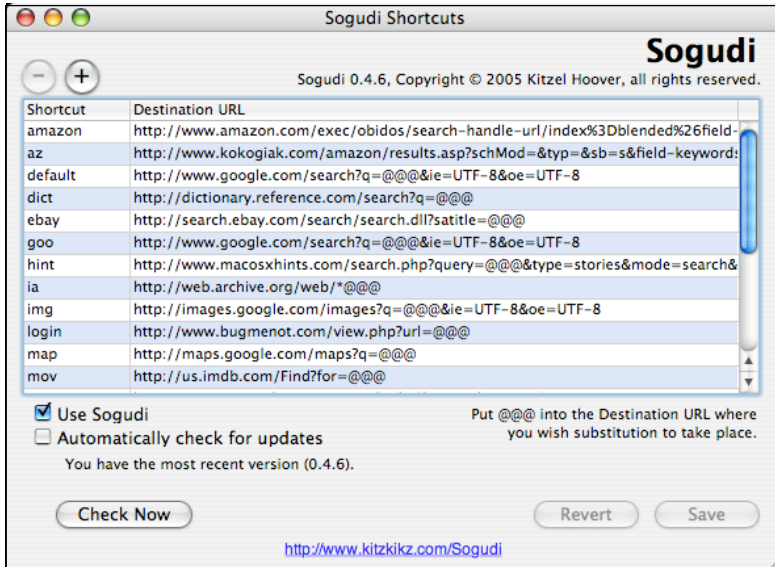 Sogudi Shortcuts
Sogudi
Sogudi 0.4.6, Copyright © 2005 Kitzel Hoover, all rights reserved.
Shortcut Destination URL
amazon http://www.amazon.com/exec/obidos/search-handle-url/index%3Dblended%26field-
az http://www.kokogiak.com/amazon/results.asp?schMod=&typ=&sb=s&field-keywords
default http://www.google.com/search?q=@@@&ie=UTF-8&oe=UTF-8
dict http://dictionary.reference.com/search?q=@@@
ebay http://search.ebay.com/search/search.dll?satitle=@@@
goo http://www.google.com/search?q=@@@&ie=UTF-8&oe=UTF-8
hint http://www.macosxhints.com/search.php?query=@@@&type=stories&mode=search&
ia http://web.archive.org/web/*@@@
img http://images.google.com/images?q=@@@&ie=UTF-8&oe=UTF-8
login http://www.bugmenot.com/view.php?url=@@@
map http://maps.google.com/maps?q=@@@
mov http://us.imdb.com/Find?for=@@@
Use Sogudi
Automatically check for updates
You have the most recent version (0.4.6).
Put @@@ into the Destination URL where
you wish substitution to take place.
Check Now
Revert
Save
http://www.kitzkikz.com/Sogudi